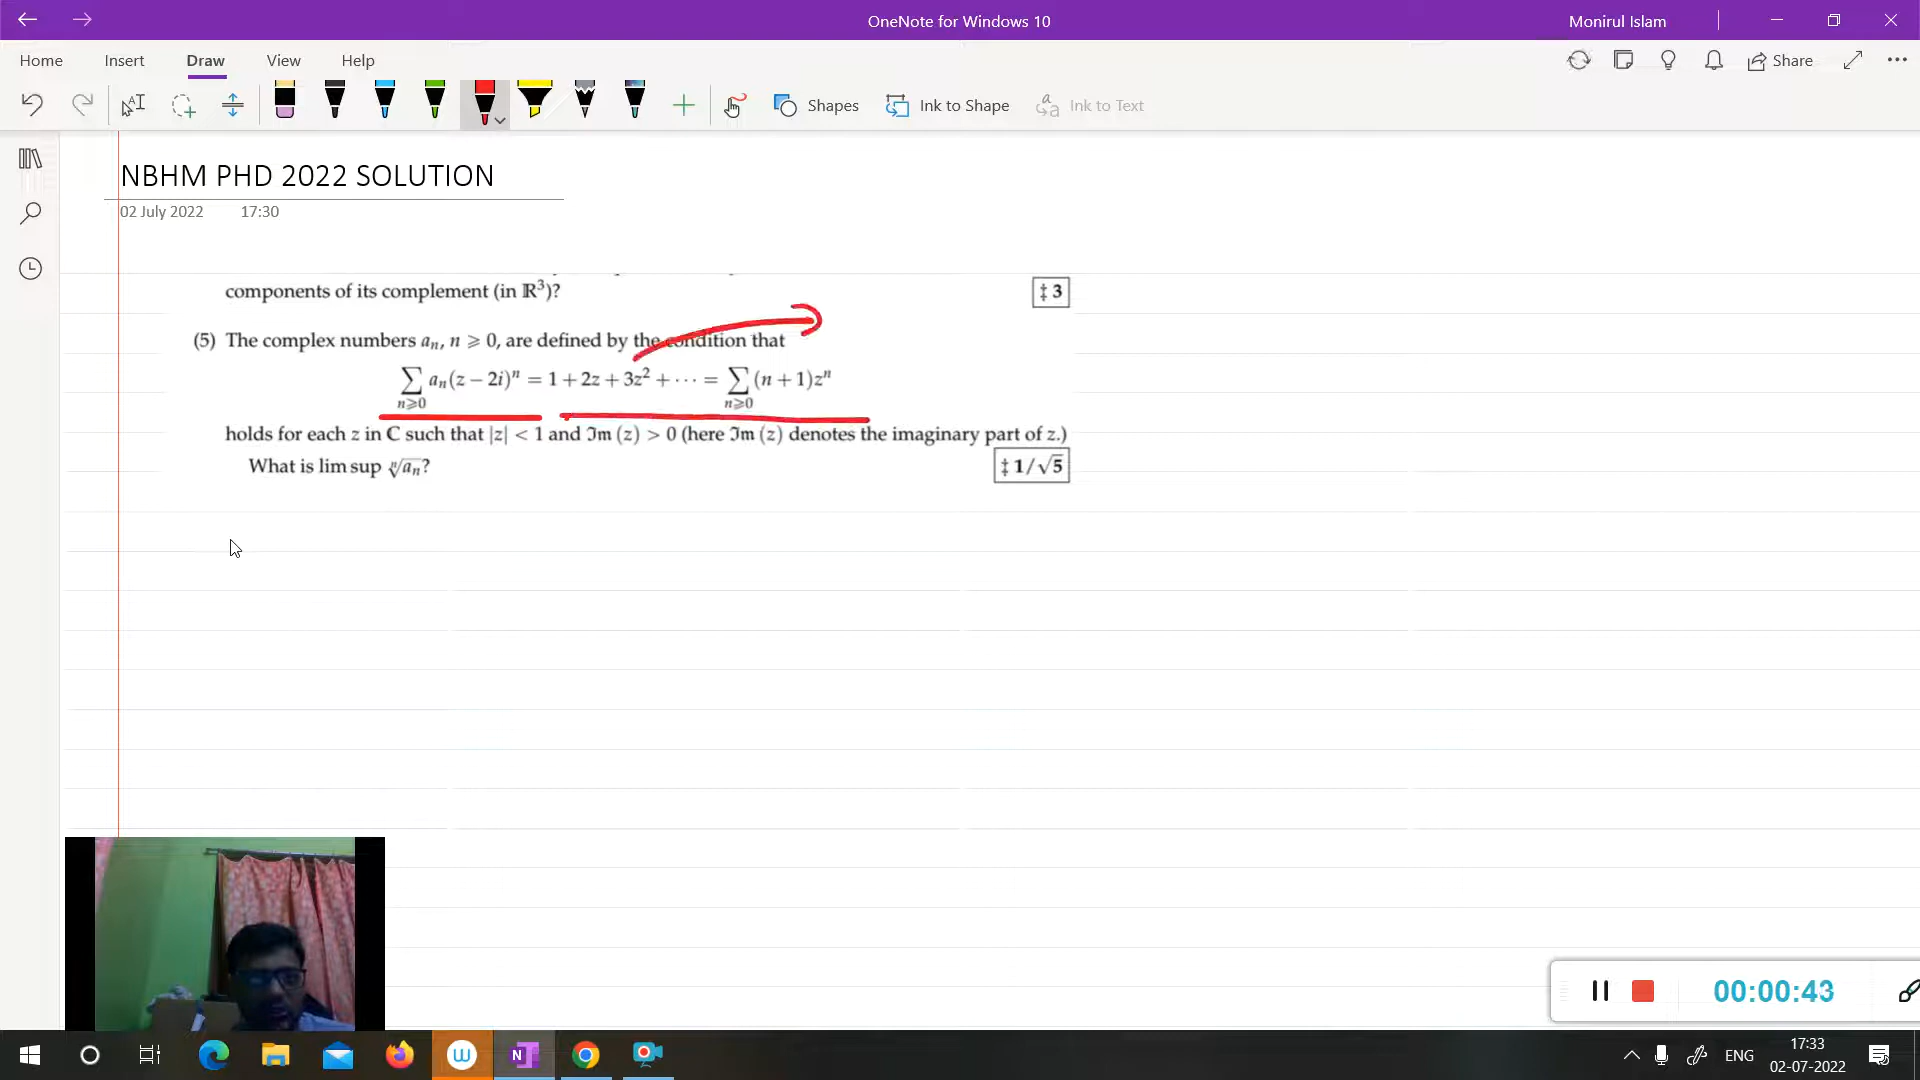 OneNote for Windows 10
Monirul Islam
Home Insert Draw View Help
Share
Shapes Ink to Shape Ink to Text
NBHM PHD 2022 SOLUTION
02 July 2022 17:30
components of its complement (in ℝ³)? ‡ 3
(5) The complex numbers aₙ, n ⩾ 0, are defined by the condition that
∑ aₙ(z − 2i)ⁿ = 1 + 2z + 3z² + ⋯ = ∑ (n + 1)zⁿ
n⩾0 n⩾0
holds for each z in ℂ such that |z| < 1 and ℑm (z) > 0 (here ℑm (z) denotes the imaginary part of z.)
What is lim sup ⁿ√aₙ? ‡ 1/√5
00:00:43
ENG
17:33
02-07-2022